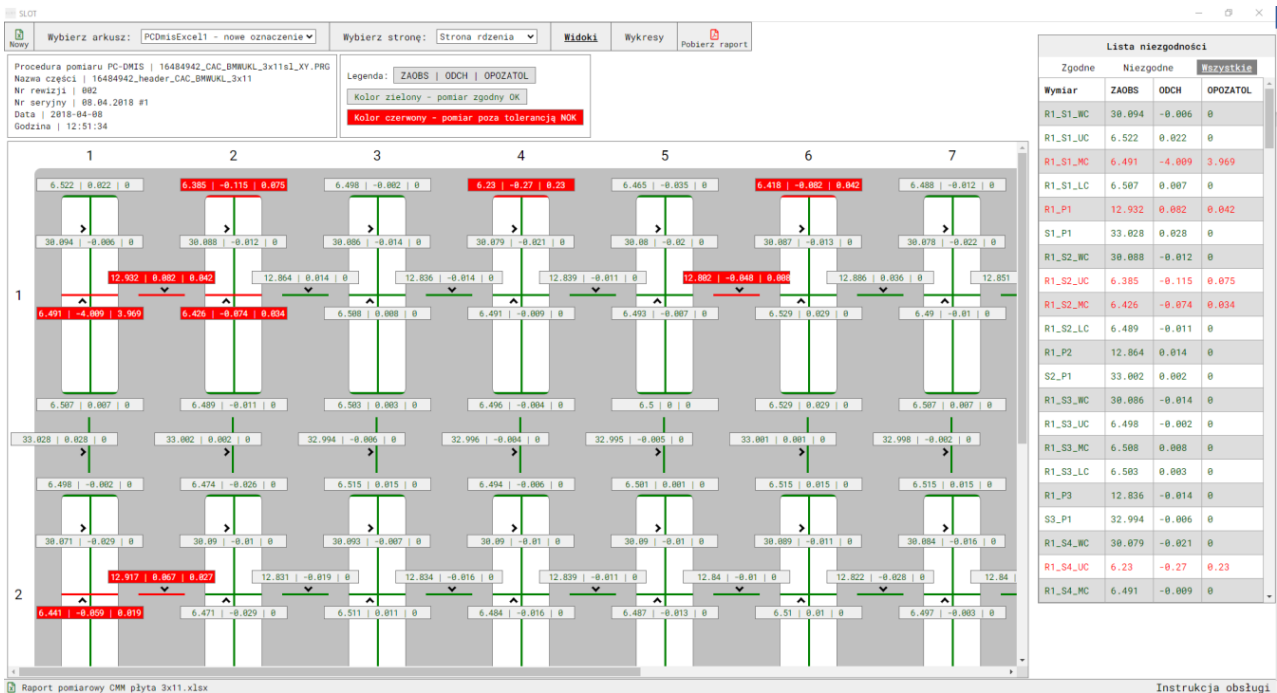 SLOT
Nowy
Wybierz arkusz: PCDmisExcel1 - nowe oznaczenie
Wybierz stronę: Strona rdzenia
Widoki
Wykresy
Pobierz raport
Procedura pomiaru PC-DMIS | 16484942_CAC_BMWUKL_3x11sl_XY.PRG
Nazwa części | 16484942_header_CAC_BMWUKL_3x11
Nr rewizji | 002
Nr seryjny | 08.04.2018 #1
Data | 2018-04-08
Godzina | 12:51:34
Legenda: ZAOBS | ODCH | OPOZATOL
Kolor zielony - pomiar zgodny OK
Kolor czerwony - pomiar poza tolerancją NOK
1 2 3 4 5 6 7
6.522 | 0.022 | 0
6.385 | -0.115 | 0.075
6.498 | -0.002 | 0
6.23 | -0.27 | 0.23
6.465 | -0.035 | 0
6.418 | -0.082 | 0.042
6.488 | -0.012 | 0
30.094 | -0.006 | 0
30.088 | -0.012 | 0
30.086 | -0.014 | 0
30.079 | -0.021 | 0
30.08 | -0.02 | 0
30.087 | -0.013 | 0
30.078 | -0.022 | 0
12.932 | 0.082 | 0.042
12.864 | 0.014 | 0
12.836 | -0.014 | 0
12.839 | -0.011 | 0
12.802 | -0.048 | 0.008
12.886 | 0.036 | 0
12.851
1
6.491 | -4.009 | 3.969
6.426 | -0.074 | 0.034
6.508 | 0.008 | 0
6.491 | -0.009 | 0
6.493 | -0.007 | 0
6.529 | 0.029 | 0
6.49 | -0.01 | 0
6.507 | 0.007 | 0
6.489 | -0.011 | 0
6.503 | 0.003 | 0
6.496 | -0.004 | 0
6.5 | 0 | 0
6.529 | 0.029 | 0
6.507 | 0.007 | 0
33.028 | 0.028 | 0
33.002 | 0.002 | 0
32.994 | -0.006 | 0
32.996 | -0.004 | 0
32.995 | -0.005 | 0
33.001 | 0.001 | 0
32.998 | -0.002 | 0
6.498 | -0.002 | 0
6.474 | -0.026 | 0
6.515 | 0.015 | 0
6.494 | -0.006 | 0
6.501 | 0.001 | 0
6.515 | 0.015 | 0
6.515 | 0.015 | 0
30.071 | -0.029 | 0
30.09 | -0.01 | 0
30.093 | -0.007 | 0
30.09 | -0.01 | 0
30.09 | -0.01 | 0
30.089 | -0.011 | 0
30.084 | -0.016 | 0
12.917 | 0.067 | 0.027
12.831 | -0.019 | 0
12.834 | -0.016 | 0
12.839 | -0.011 | 0
12.84 | -0.01 | 0
12.822 | -0.028 | 0
12.84 |
2
6.441 | -0.059 | 0.019
6.471 | -0.029 | 0
6.511 | 0.011 | 0
6.484 | -0.016 | 0
6.487 | -0.013 | 0
6.51 | 0.01 | 0
6.497 | -0.003 | 0
Lista niezgodności
Zgodne Niezgodne Wszystkie
Wymiar ZAOBS ODCH OPOZATOL
R1_S1_WC 30.094 -0.006 0
R1_S1_UC 6.522 0.022 0
R1_S1_MC 6.491 -4.009 3.969
R1_S1_LC 6.507 0.007 0
R1_P1 12.932 0.082 0.042
S1_P1 33.028 0.028 0
R1_S2_WC 30.088 -0.012 0
R1_S2_UC 6.385 -0.115 0.075
R1_S2_MC 6.426 -0.074 0.034
R1_S2_LC 6.489 -0.011 0
R1_P2 12.864 0.014 0
S2_P1 33.002 0.002 0
R1_S3_WC 30.086 -0.014 0
R1_S3_UC 6.498 -0.002 0
R1_S3_MC 6.508 0.008 0
R1_S3_LC 6.503 0.003 0
R1_P3 12.836 -0.014 0
S3_P1 32.994 -0.006 0
R1_S4_WC 30.079 -0.021 0
R1_S4_UC 6.23 -0.27 0.23
R1_S4_MC 6.491 -0.009 0
Raport pomiarowy CMM płyta 3x11.xlsx
Instrukcja obsługi